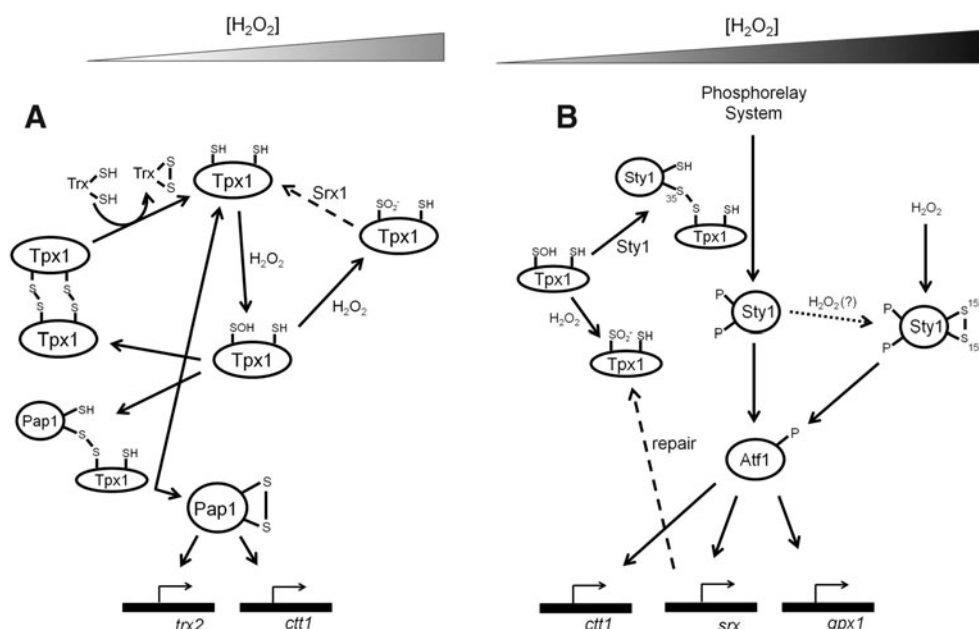 [H₂O₂]
[H₂O₂]
A
B
Phosphorelay
System
SH
SH
Tpx1
Trx
SH
SH
Trx
S
S
Srx1
SO₂⁻
SH
Tpx1
H₂O₂
H₂O₂
Tpx1
S
S
S
S
Tpx1
SOH
SH
Tpx1
Pap1
SH
S
S
SH
Tpx1
Pap1
S
S
trx2
ctt1
Sty1
SH
S
35
S
SH
Tpx1
Sty1
SOH
SH
Tpx1
H₂O₂
SO₂⁻
SH
Tpx1
H₂O₂
P
P
Sty1
H₂O₂(?)
P
P
Sty1
S
15
S
15
repair
Atf1
P
ctt1
srx
gpx1